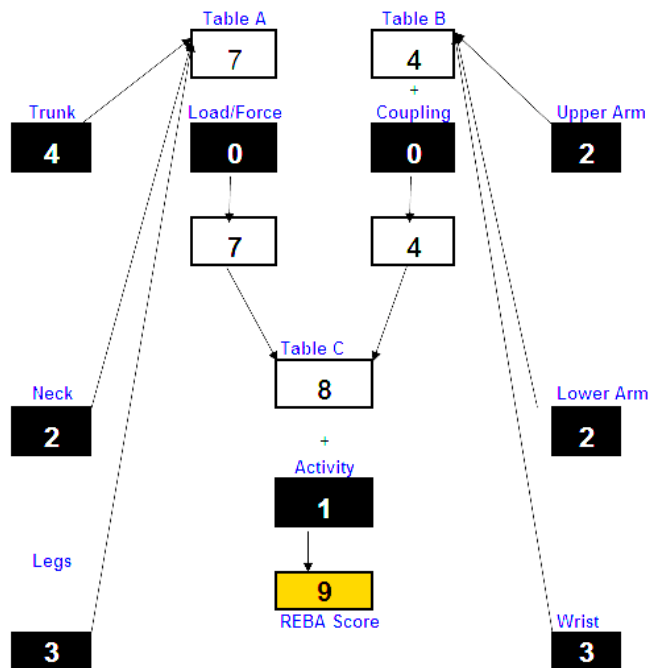 Table A
Table B
7
4
+
Trunk
Load/Force
Coupling
Upper Arm
4
0
0
2
7
4
Table C
8
Neck
Lower Arm
2
2
+
Activity
1
Legs
9
REBA Score
Wrist
3
3